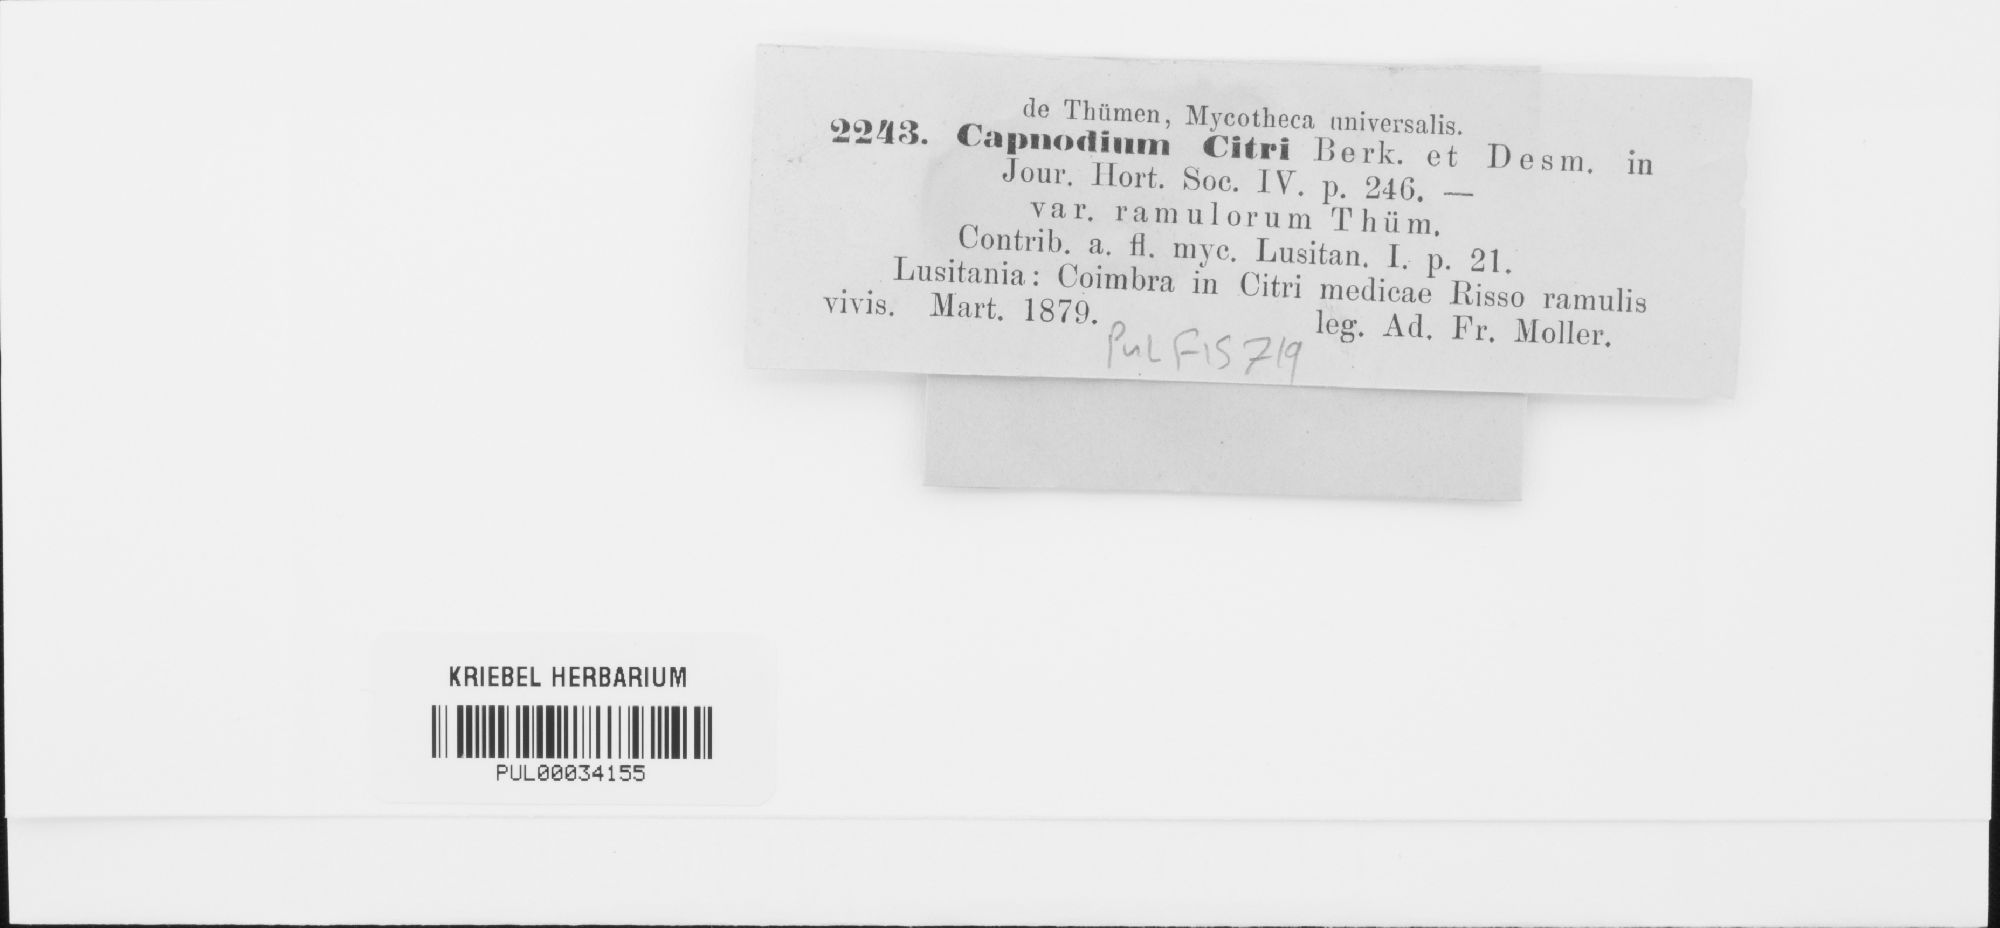 de Thümen, Mycotheca universalis.
2243. Capnodium Citri Berk. et Desm. in
Jour. Hort. Soc. IV. p. 246. —
var. ramulorum Thüm.
Contrib. a. fl. myc. Lusitan. I. p. 21.
Lusitania: Coimbra in Citri medicae Risso ramulis
vivis. Mart. 1879. leg. Ad. Fr. Moller.
PUL F15719
KRIEBEL HERBARIUM
PUL00034155